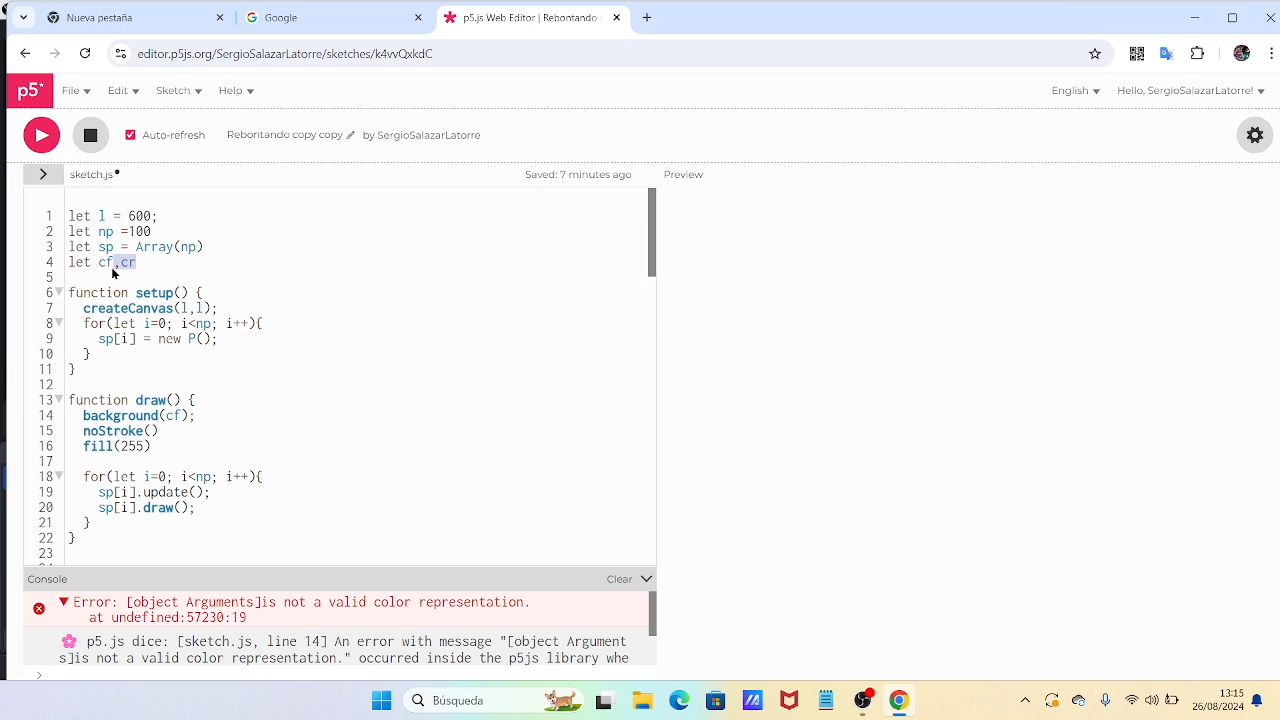 Nueva pestaña
Google
p5.js Web Editor | Rebontando
editor.p5js.org/SergioSalazarLatorre/sketches/k4vvQxkdC
p5*
File
Edit
Sketch
Help
English
Hello, SergioSalazarLatorre!
Auto-refresh
Rebontando copy copy
by SergioSalazarLatorre
sketch.js
Saved: 7 minutes ago
Preview
1 let l = 600;
2 let np =100
3 let sp = Array(np)
4 let cf,cr
5
6 function setup() {
7 createCanvas(l,l);
8 for(let i=0; i<np; i++){
9 sp[i] = new P();
10 }
11 }
12
13 function draw() {
14 background(cf);
15 noStroke()
16 fill(255)
17
18 for(let i=0; i<np; i++){
19 sp[i].update();
20 sp[i].draw();
21 }
22 }
23
Console
Clear
Error: [object Arguments]is not a valid color representation.
at undefined:57230:19
p5.js dice: [sketch.js, line 14] An error with message "[object Argument
s]is not a valid color representation." occurred inside the p5js library whe
>
Búsqueda
13:15
26/08/2024